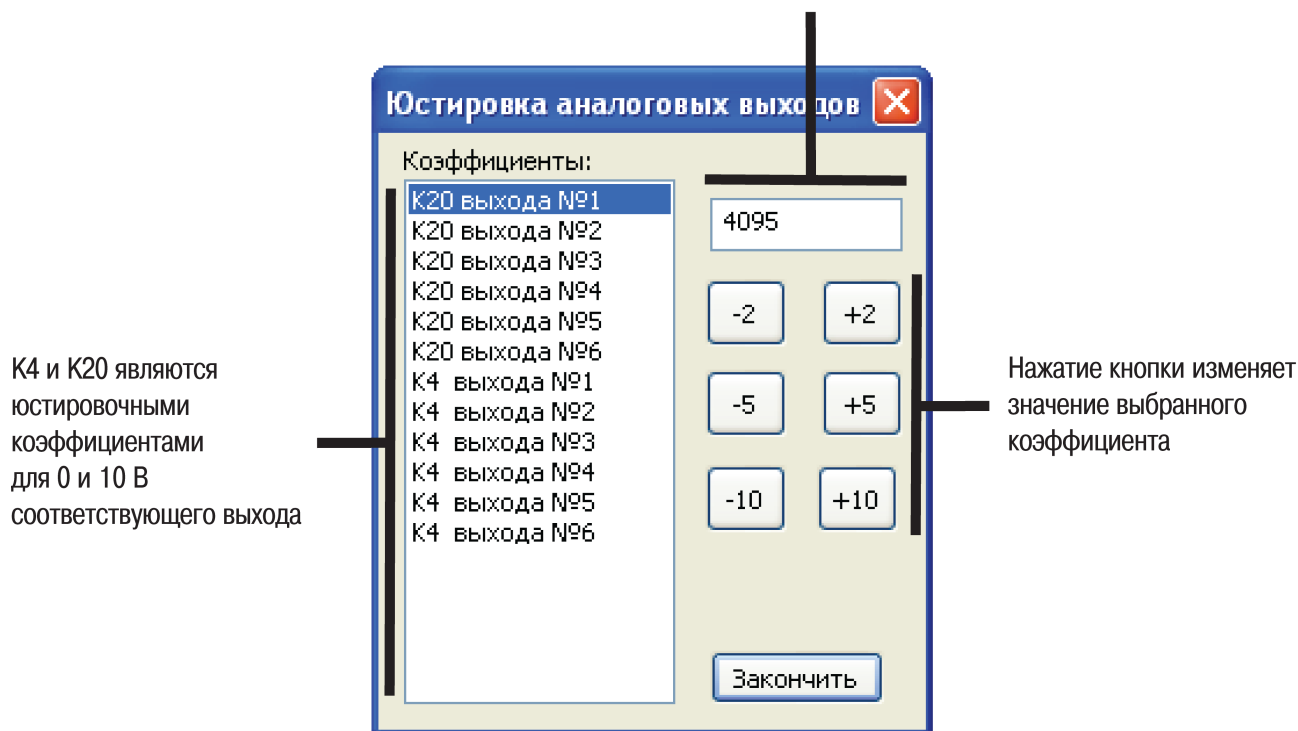 Юстировка аналоговых выходов
Коэффициенты:
К20 выхода №1
К20 выхода №2
К20 выхода №3
К20 выхода №4
К20 выхода №5
К20 выхода №6
К4 выхода №1
К4 выхода №2
К4 выхода №3
К4 выхода №4
К4 выхода №5
К4 выхода №6
4095
-2 +2
-5 +5
-10 +10
Закончить
К4 и К20 являются
юстировочными
коэффициентами
для 0 и 10 В
соответствующего выхода
Нажатие кнопки изменяет
значение выбранного
коэффициента